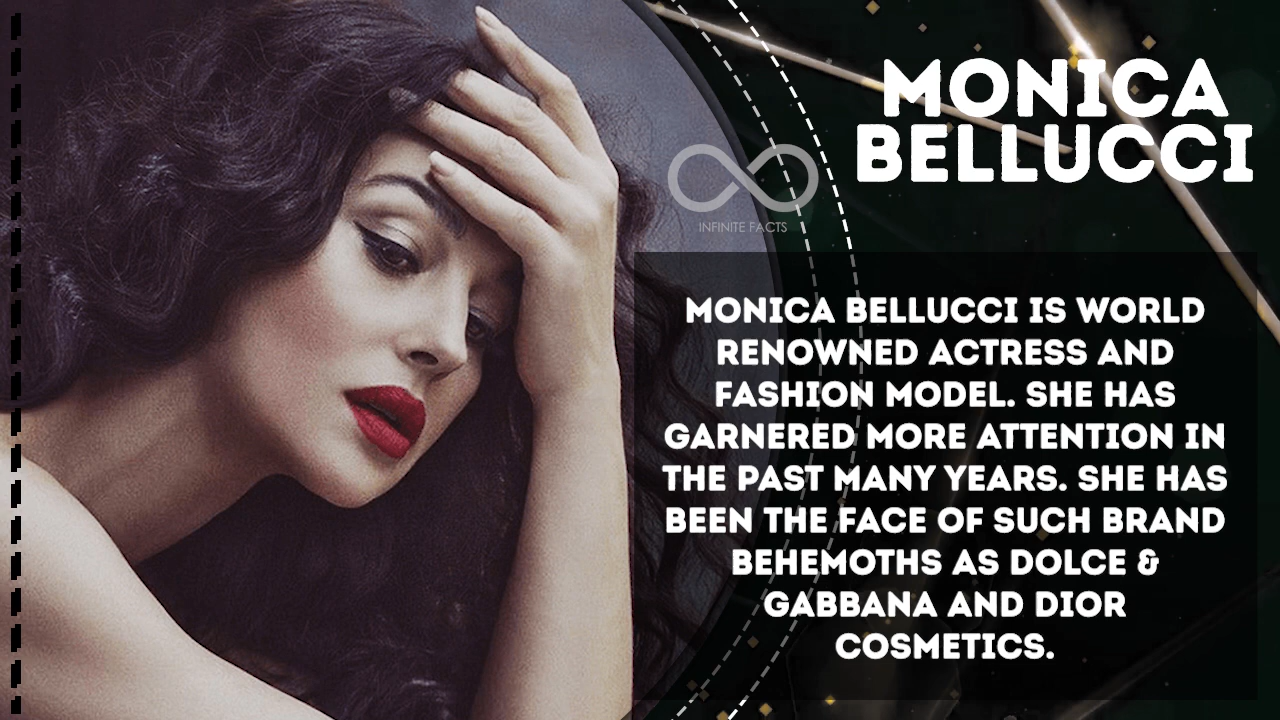 MONICA
BELLUCCI
INFINITE FACTS
MONICA BELLUCCI IS WORLD
RENOWNED ACTRESS AND
FASHION MODEL. SHE HAS
GARNERED MORE ATTENTION IN
THE PAST MANY YEARS. SHE HAS
BEEN THE FACE OF SUCH BRAND
BEHEMOTHS AS DOLCE &
GABBANA AND DIOR
COSMETICS.